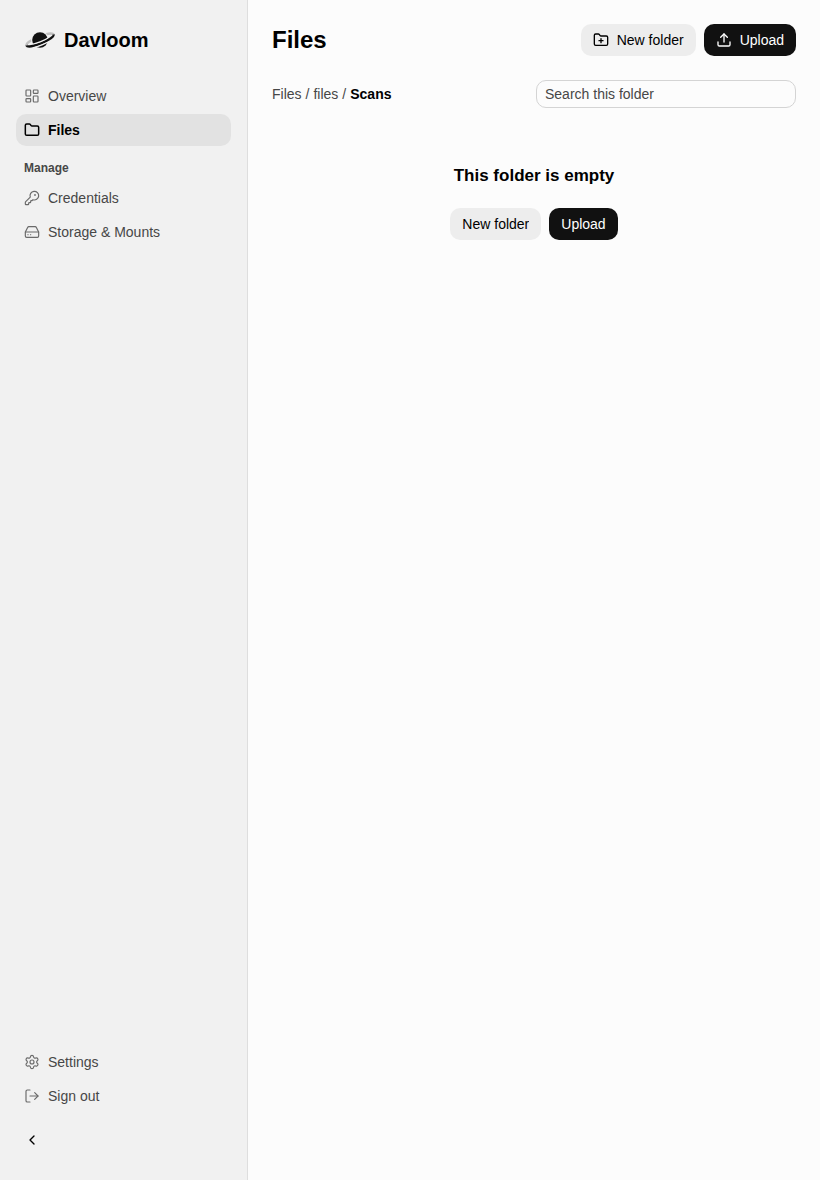 Davloom
Overview
Files
Manage
Credentials
Storage & Mounts
Settings
Sign out
Files
New folder
Upload
Files / files / Scans
Search this folder
This folder is empty
New folder
Upload